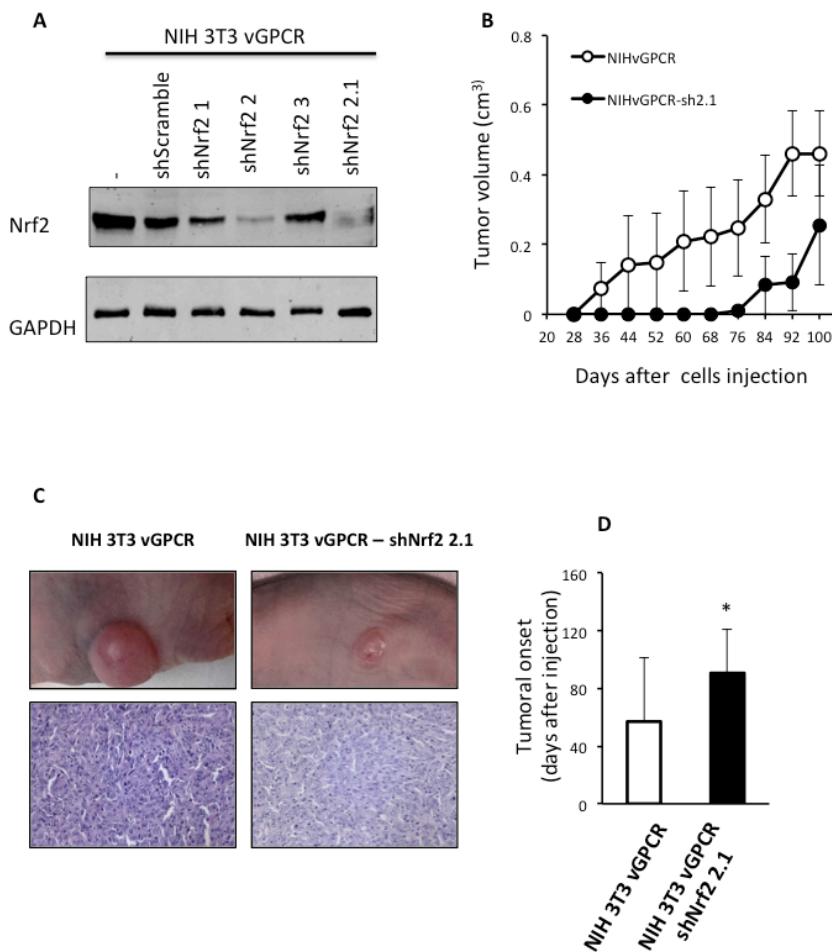 A
NIH 3T3 vGPCR
-
shScramble
shNrf2 1
shNrf2 2
shNrf2 3
shNrf2 2.1
Nrf2
GAPDH
B
Tumor volume (cm3)
0.8
0.6
0.4
0.2
0
NIHvGPCR
NIHvGPCR-sh2.1
20 28 36 44 52 60 68 76 84 92 100
Days after cells injection
C
NIH 3T3 vGPCR
NIH 3T3 vGPCR – shNrf2 2.1
D
Tumoral onset
(days after injection)
160
120
80
40
0
*
NIH 3T3 vGPCR
NIH 3T3 vGPCR
shNrf2 2.1